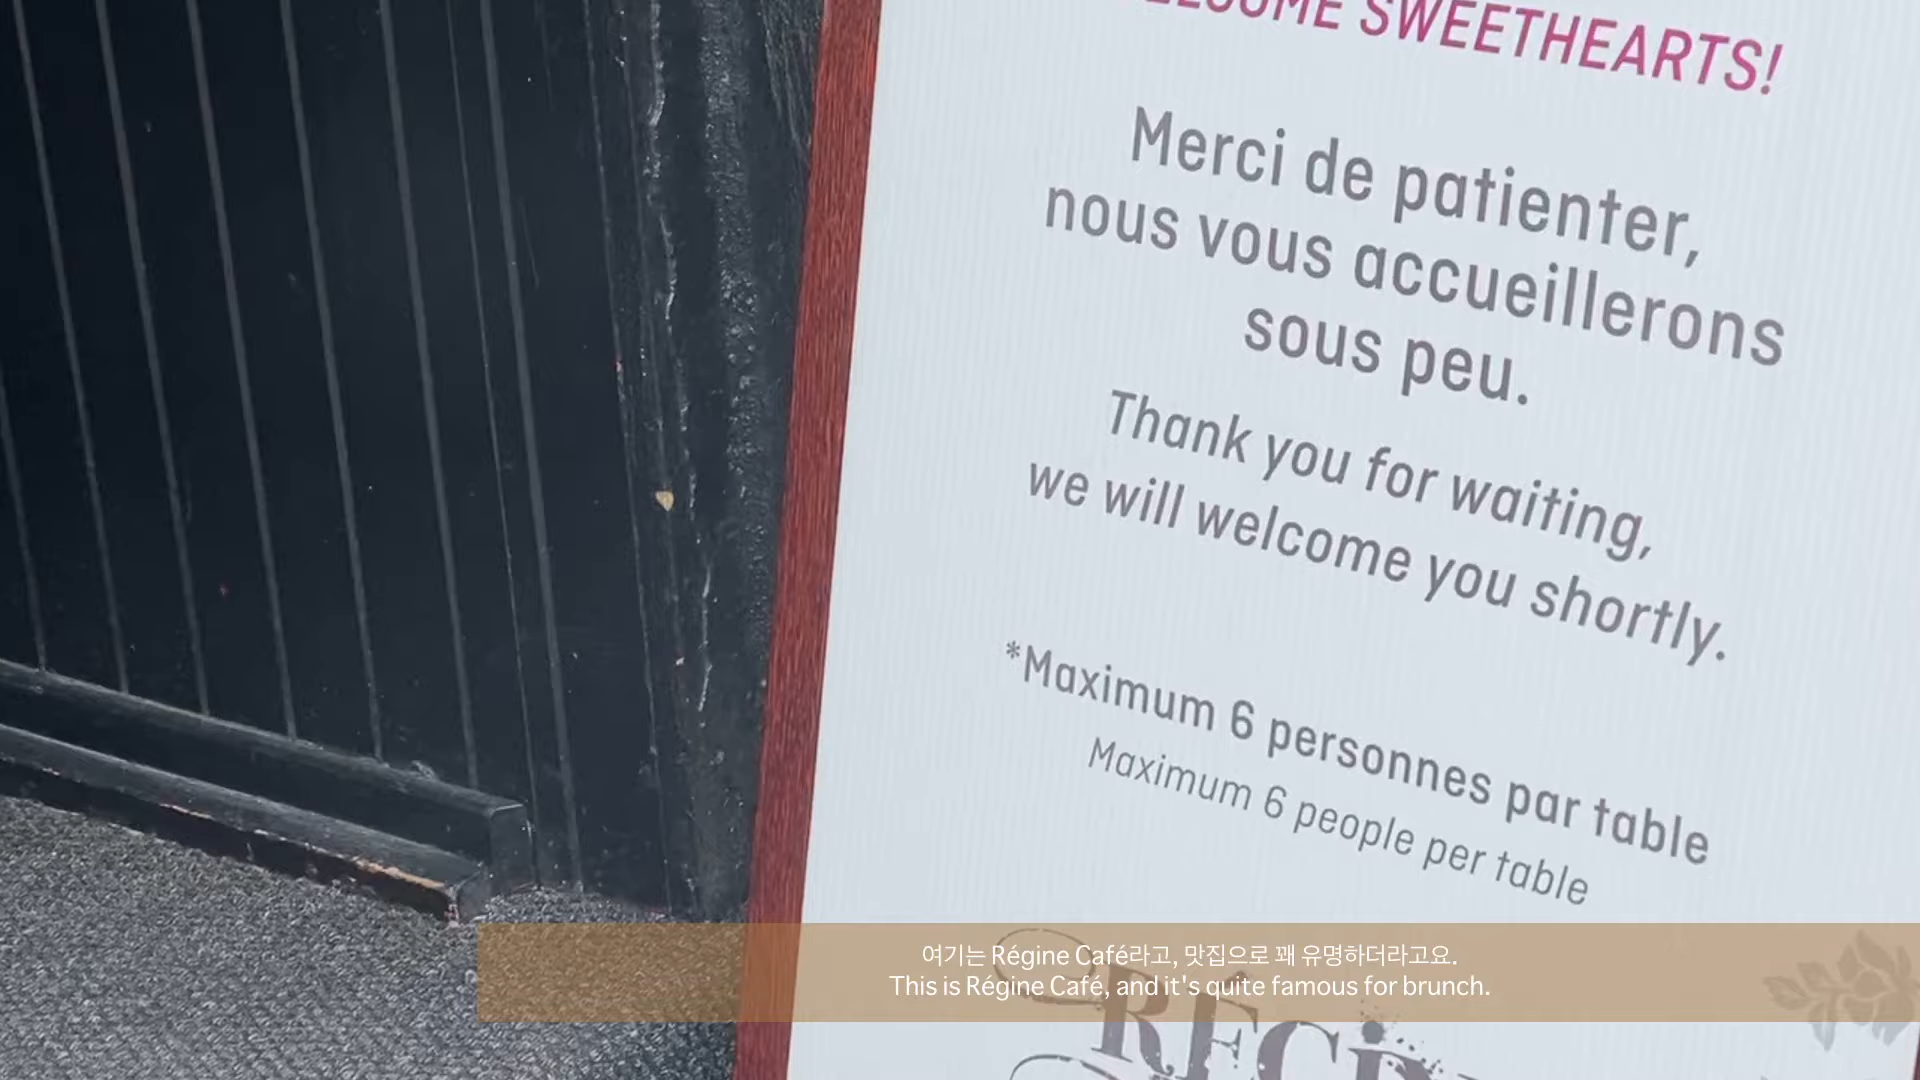 SWEETHEARTS!
Merci de patienter,
nous vous accueillerons
sous peu.
Thank you for waiting,
we will welcome you shortly.
*Maximum 6 personnes par table
Maximum 6 people per table
여기는 Régine Café라고, 맛집으로 꽤 유명하더라고요.
This is Régine Café, and it's quite famous for brunch.